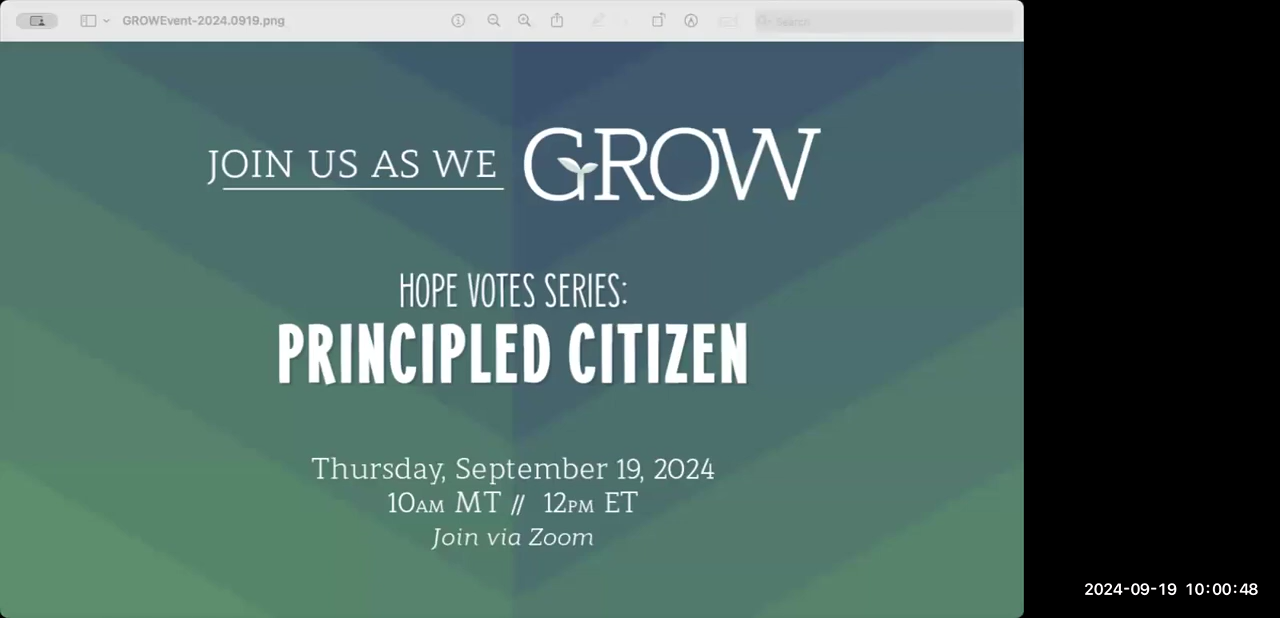 GROWEvent-2024.0919.png
Search
JOIN US AS WE GROW
HOPE VOTES SERIES:
PRINCIPLED CITIZEN
Thursday, September 19, 2024
10AM MT // 12PM ET
Join via Zoom
2024-09-19 10:00:48